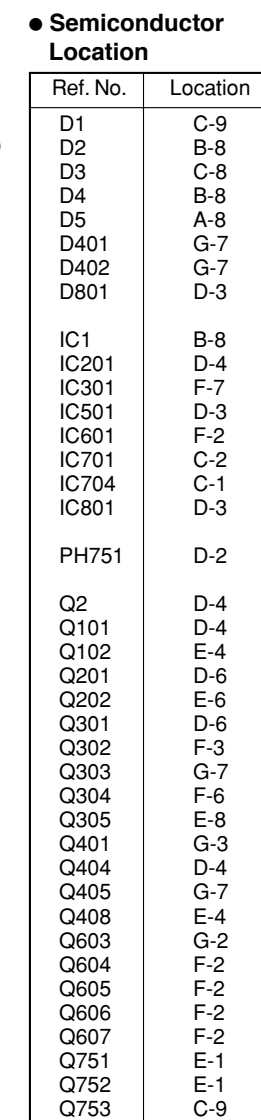 ● Semiconductor
Location
Ref. No. Location
D1 C-9
D2 B-8
D3 C-8
D4 B-8
D5 A-8
D401 G-7
D402 G-7
D801 D-3
IC1 B-8
IC201 D-4
IC301 F-7
IC501 D-3
IC601 F-2
IC701 C-2
IC704 C-1
IC801 D-3
PH751 D-2
Q2 D-4
Q101 D-4
Q102 E-4
Q201 D-6
Q202 E-6
Q301 D-6
Q302 F-3
Q303 G-7
Q304 F-6
Q305 E-8
Q401 G-3
Q404 D-4
Q405 G-7
Q408 E-4
Q603 G-2
Q604 F-2
Q605 F-2
Q606 F-2
Q607 F-2
Q751 E-1
Q752 E-1
Q753 C-9